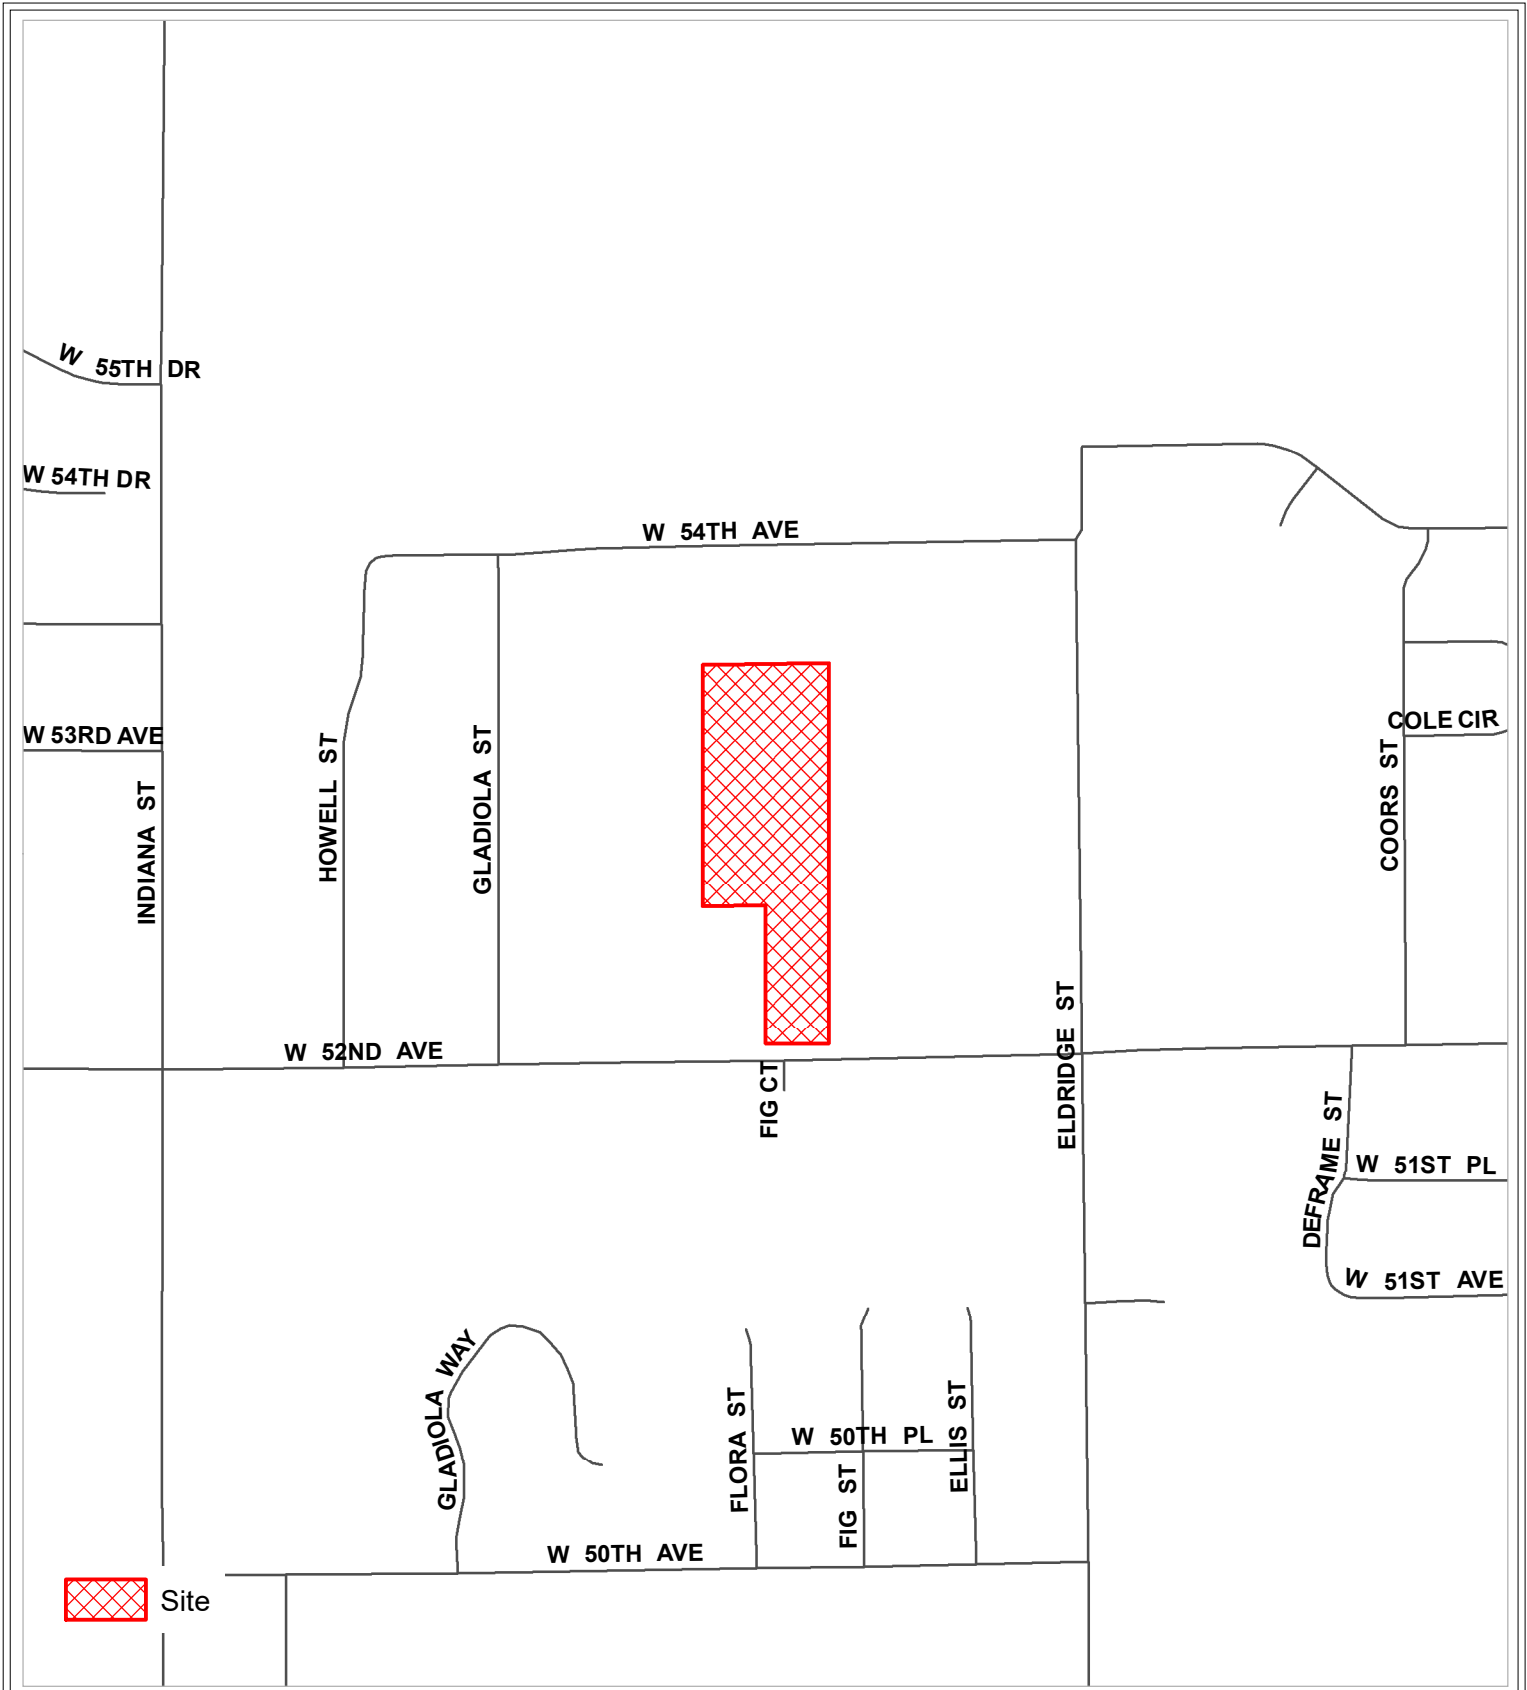 W 55TH DR
W 54TH DR
W 54TH AVE
W 53RD AVE
INDIANA ST
HOWELL ST
GLADIOLA ST
COLE CIR
COORS ST
W 52ND AVE
FIG CT
ELDRIDGE ST
DEFRAME ST
W 51ST PL
W 51ST AVE
GLADIOLA WAY
FLORA ST
W 50TH PL
FIG ST
ELLIS ST
W 50TH AVE
Site